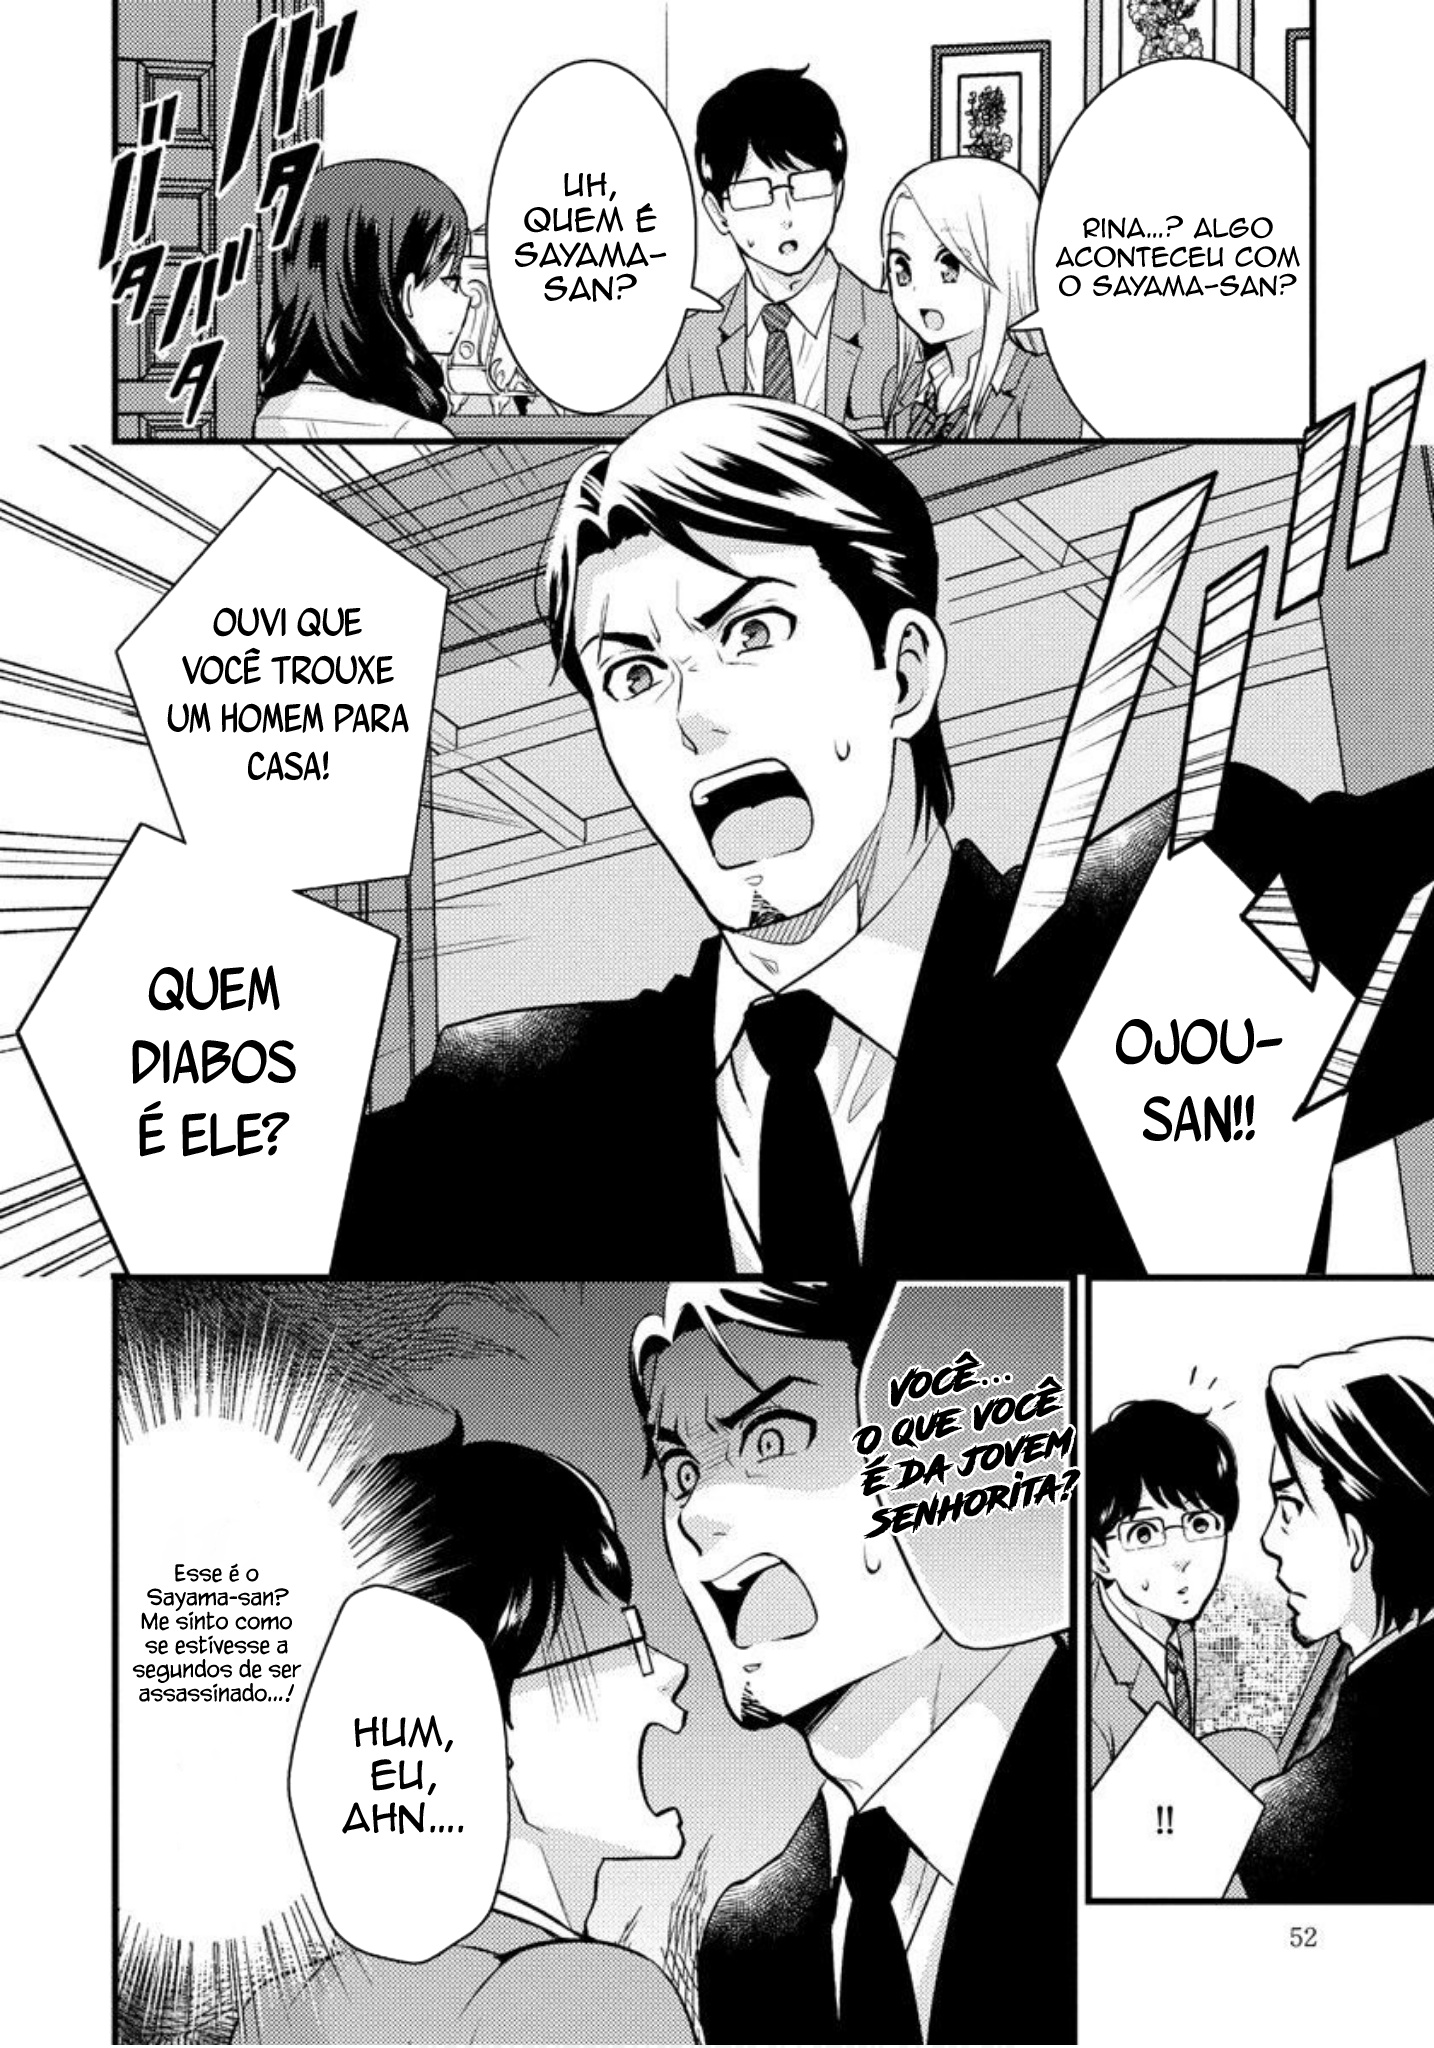 RINA...? ALGO
ACONTECEU COM
O SAYAMA-SAN?
UH,
QUEM É
SAYAMA-
SAN?
バタ
バタ
バタ
OJOU-
SAN!!
バン
OUVI QUE
VOCÊ TROUXE
UM HOMEM PARA
CASA!
QUEM
DIABOS
É ELE?
!!
VOCÊ...
O QUE VOCÊ
É DA JOVEM
SENHORITA?
HUM,
EU,
AHN....
Esse é o
Sayama-san?
Me sinto como
se estivesse a
segundos de ser
assassinado...!
52